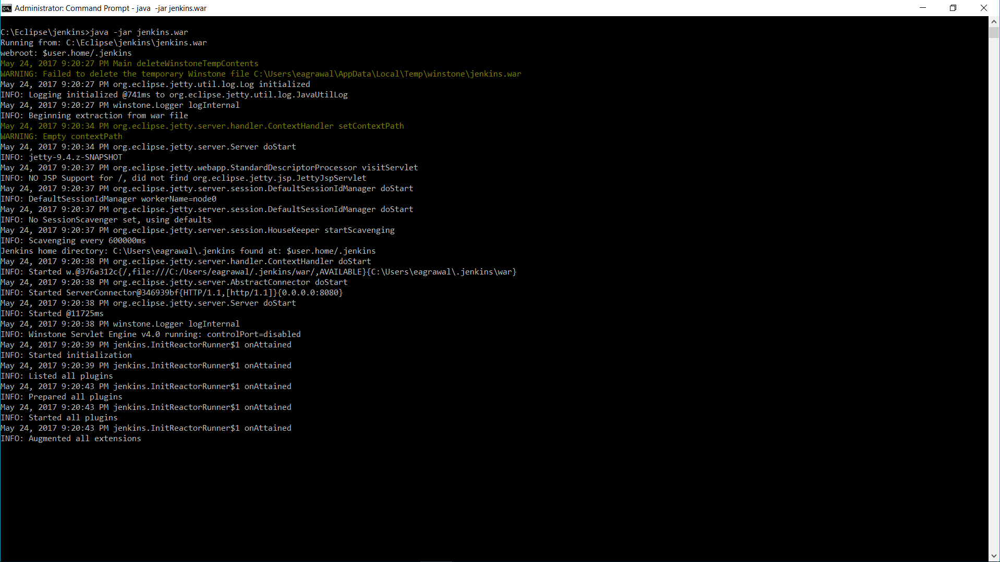 Administrator: Command Prompt - java  -jar jenkins.war
C:\Eclipse\jenkins>java -jar jenkins.war
Running from: C:\Eclipse\jenkins\jenkins.war
webroot: $user.home/.jenkins
May 24, 2017 9:20:27 PM Main deleteWinstoneTempContents
WARNING: Failed to delete the temporary Winstone file C:\Users\eagrawal\AppData\Local\Temp\winstone\jenkins.war
May 24, 2017 9:20:27 PM org.eclipse.jetty.util.log.Log initialized
INFO: Logging initialized @741ms to org.eclipse.jetty.util.log.JavaUtilLog
May 24, 2017 9:20:27 PM winstone.Logger logInternal
INFO: Beginning extraction from war file
May 24, 2017 9:20:34 PM org.eclipse.jetty.server.handler.ContextHandler setContextPath
WARNING: Empty contextPath
May 24, 2017 9:20:34 PM org.eclipse.jetty.server.Server doStart
INFO: jetty-9.4.z-SNAPSHOT
May 24, 2017 9:20:37 PM org.eclipse.jetty.webapp.StandardDescriptorProcessor visitServlet
INFO: NO JSP Support for /, did not find org.eclipse.jetty.jsp.JettyJspServlet
May 24, 2017 9:20:37 PM org.eclipse.jetty.server.session.DefaultSessionIdManager doStart
INFO: DefaultSessionIdManager workerName=node0
May 24, 2017 9:20:37 PM org.eclipse.jetty.server.session.DefaultSessionIdManager doStart
INFO: No SessionScavenger set, using defaults
May 24, 2017 9:20:37 PM org.eclipse.jetty.server.session.HouseKeeper startScavenging
INFO: Scavenging every 600000ms
Jenkins home directory: C:\Users\eagrawal\.jenkins found at: $user.home/.jenkins
May 24, 2017 9:20:38 PM org.eclipse.jetty.server.handler.ContextHandler doStart
INFO: Started w.@376a312c{/,file:///C:/Users/eagrawal/.jenkins/war/,AVAILABLE}{C:\Users\eagrawal\.jenkins\war}
May 24, 2017 9:20:38 PM org.eclipse.jetty.server.AbstractConnector doStart
INFO: Started ServerConnector@346939bf{HTTP/1.1,[http/1.1]}{0.0.0.0:8080}
May 24, 2017 9:20:38 PM org.eclipse.jetty.server.Server doStart
INFO: Started @11725ms
May 24, 2017 9:20:38 PM winstone.Logger logInternal
INFO: Winstone Servlet Engine v4.0 running: controlPort=disabled
May 24, 2017 9:20:39 PM jenkins.InitReactorRunner$1 onAttained
INFO: Started initialization
May 24, 2017 9:20:39 PM jenkins.InitReactorRunner$1 onAttained
INFO: Listed all plugins
May 24, 2017 9:20:43 PM jenkins.InitReactorRunner$1 onAttained
INFO: Prepared all plugins
May 24, 2017 9:20:43 PM jenkins.InitReactorRunner$1 onAttained
INFO: Started all plugins
May 24, 2017 9:20:43 PM jenkins.InitReactorRunner$1 onAttained
INFO: Augmented all extensions